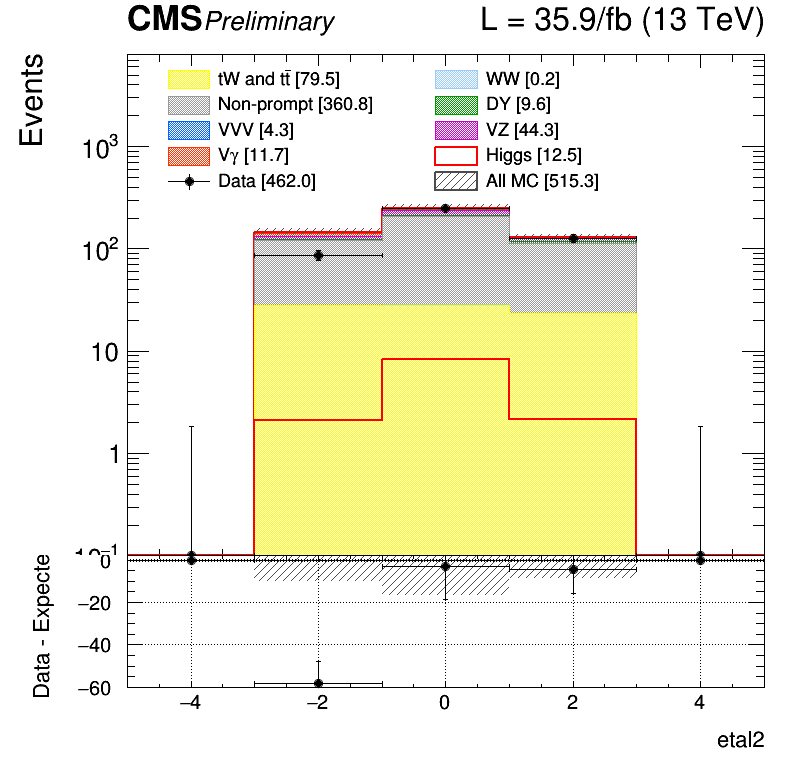 CMS Preliminary L = 35.9/fb (13 TeV)
Events
tW and tt̄ [79.5] WW [0.2]
Non-prompt [360.8] DY [9.6]
VVV [4.3] VZ [44.3]
Vγ [11.7] Higgs [12.5]
Data [462.0] All MC [515.3]
10³
10²
10
1
Data - Expecte
0
−20
−40
−60
−4 −2 0 2 4
etal2